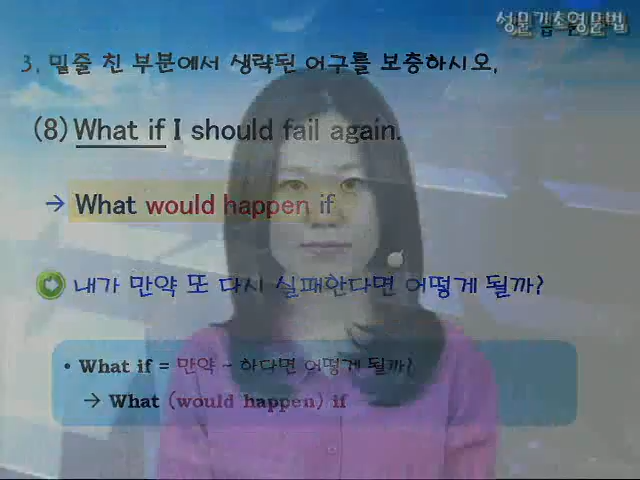 성문기초영문법
3. 밑줄 친 부분에서 생략된 어구를 보충하시오,
(8) What if I should fail again.
→ What would happen if
내가 만약 또 다시 실패한다면 어떻게 될까?
• What if = 만약 ~ 하다면 어떻게 될까?
→ What (would happen) if